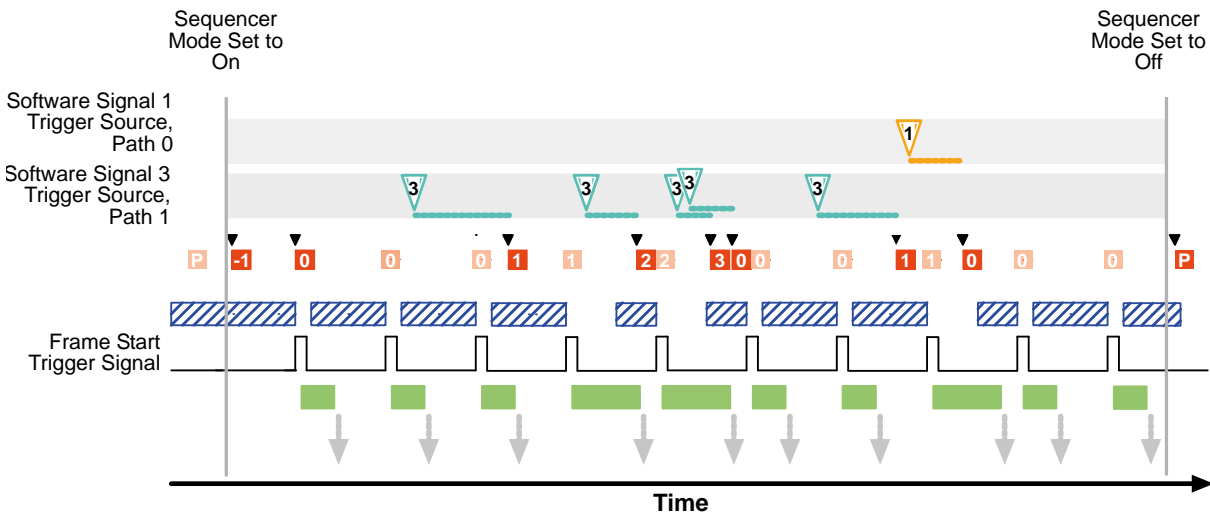 Sequencer
Mode Set to
On
Sequencer
Mode Set to
Off
Software Signal 1
Trigger Source,
Path 0
1
Software Signal 3
Trigger Source,
Path 1
3 3 3 3 3
P -1 0 0 0 1 1 2 2 3 0 0 0 1 1 0 0 0 P
Frame Start
Trigger Signal
Time